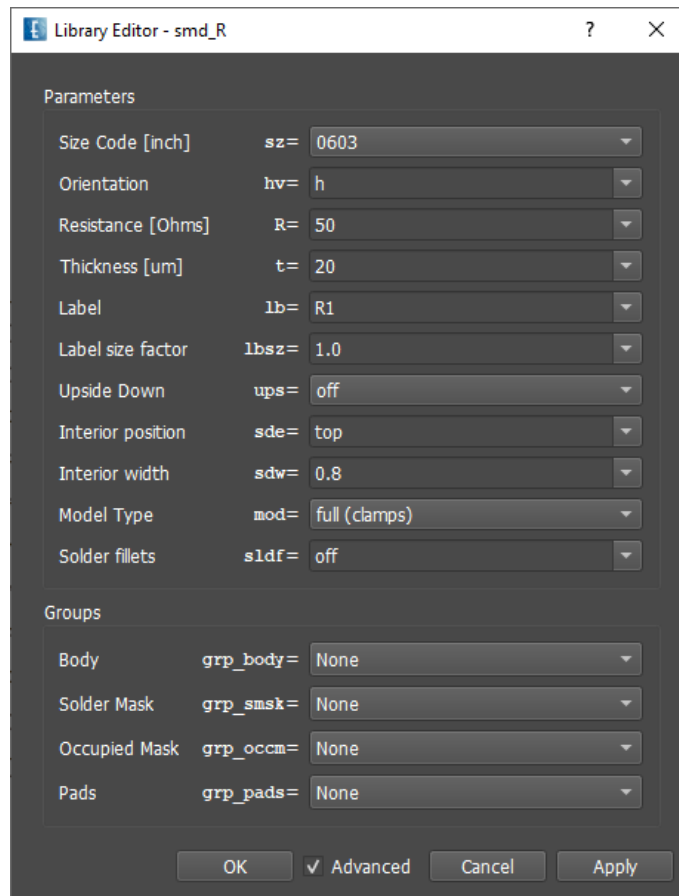 Library Editor - smd_R ?
Parameters
Size Code [inch] sz= 0603
Orientation hv= h
Resistance [Ohms] R= 50
Thickness [um] t= 20
Label lb= R1
Label size factor lbsz= 1.0
Upside Down ups= off
Interior position sde= top
Interior width sdw= 0.8
Model Type mod= full (clamps)
Solder fillets sldf= off
Groups
Body grp_body= None
Solder Mask grp_smsk= None
Occupied Mask grp_occm= None
Pads grp_pads= None
OK Advanced Cancel Apply